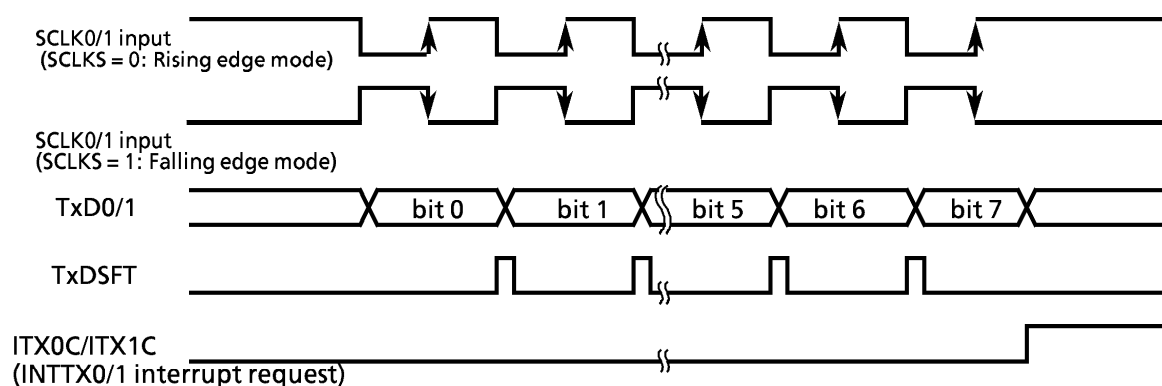 SCLK0/1 input
(SCLKS = 0: Rising edge mode)
SCLK0/1 input
(SCLKS = 1: Falling edge mode)
TxD0/1
bit 0
bit 1
bit 5
bit 6
bit 7
TxDSFT
ITX0C/ITX1C
(INTTX0/1 interrupt request)